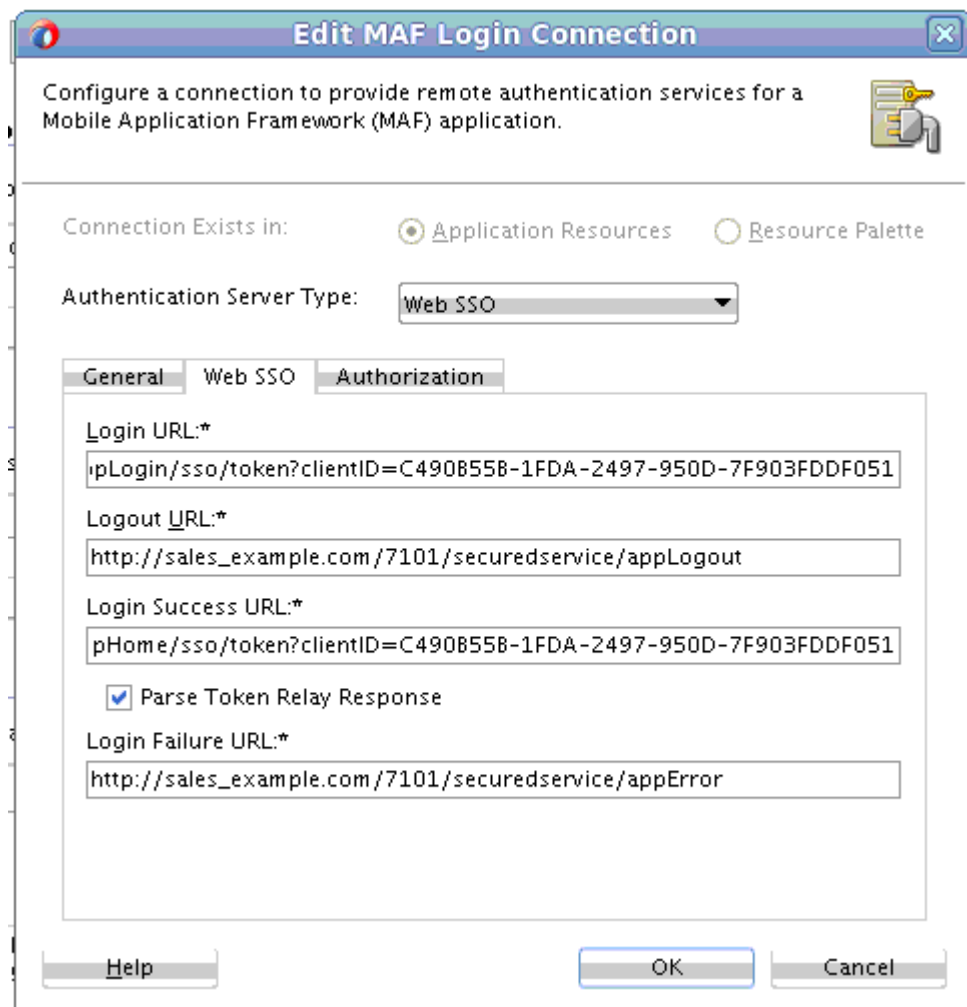 Edit MAF Login Connection
Configure a connection to provide remote authentication services for a
Mobile Application Framework (MAF) application.
Connection Exists in: Application Resources Resource Palette
Authentication Server Type: Web SSO
General Web SSO Authorization
Login URL:*
pLogin/sso/token?clientID=C490B55B-1FDA-2497-950D-7F903FDDF051
Logout URL:*
http://sales_example.com/7101/securedservice/appLogout
Login Success URL:*
pHome/sso/token?clientID=C490B55B-1FDA-2497-950D-7F903FDDF051
Parse Token Relay Response
Login Failure URL:*
http://sales_example.com/7101/securedservice/appError
Help OK Cancel